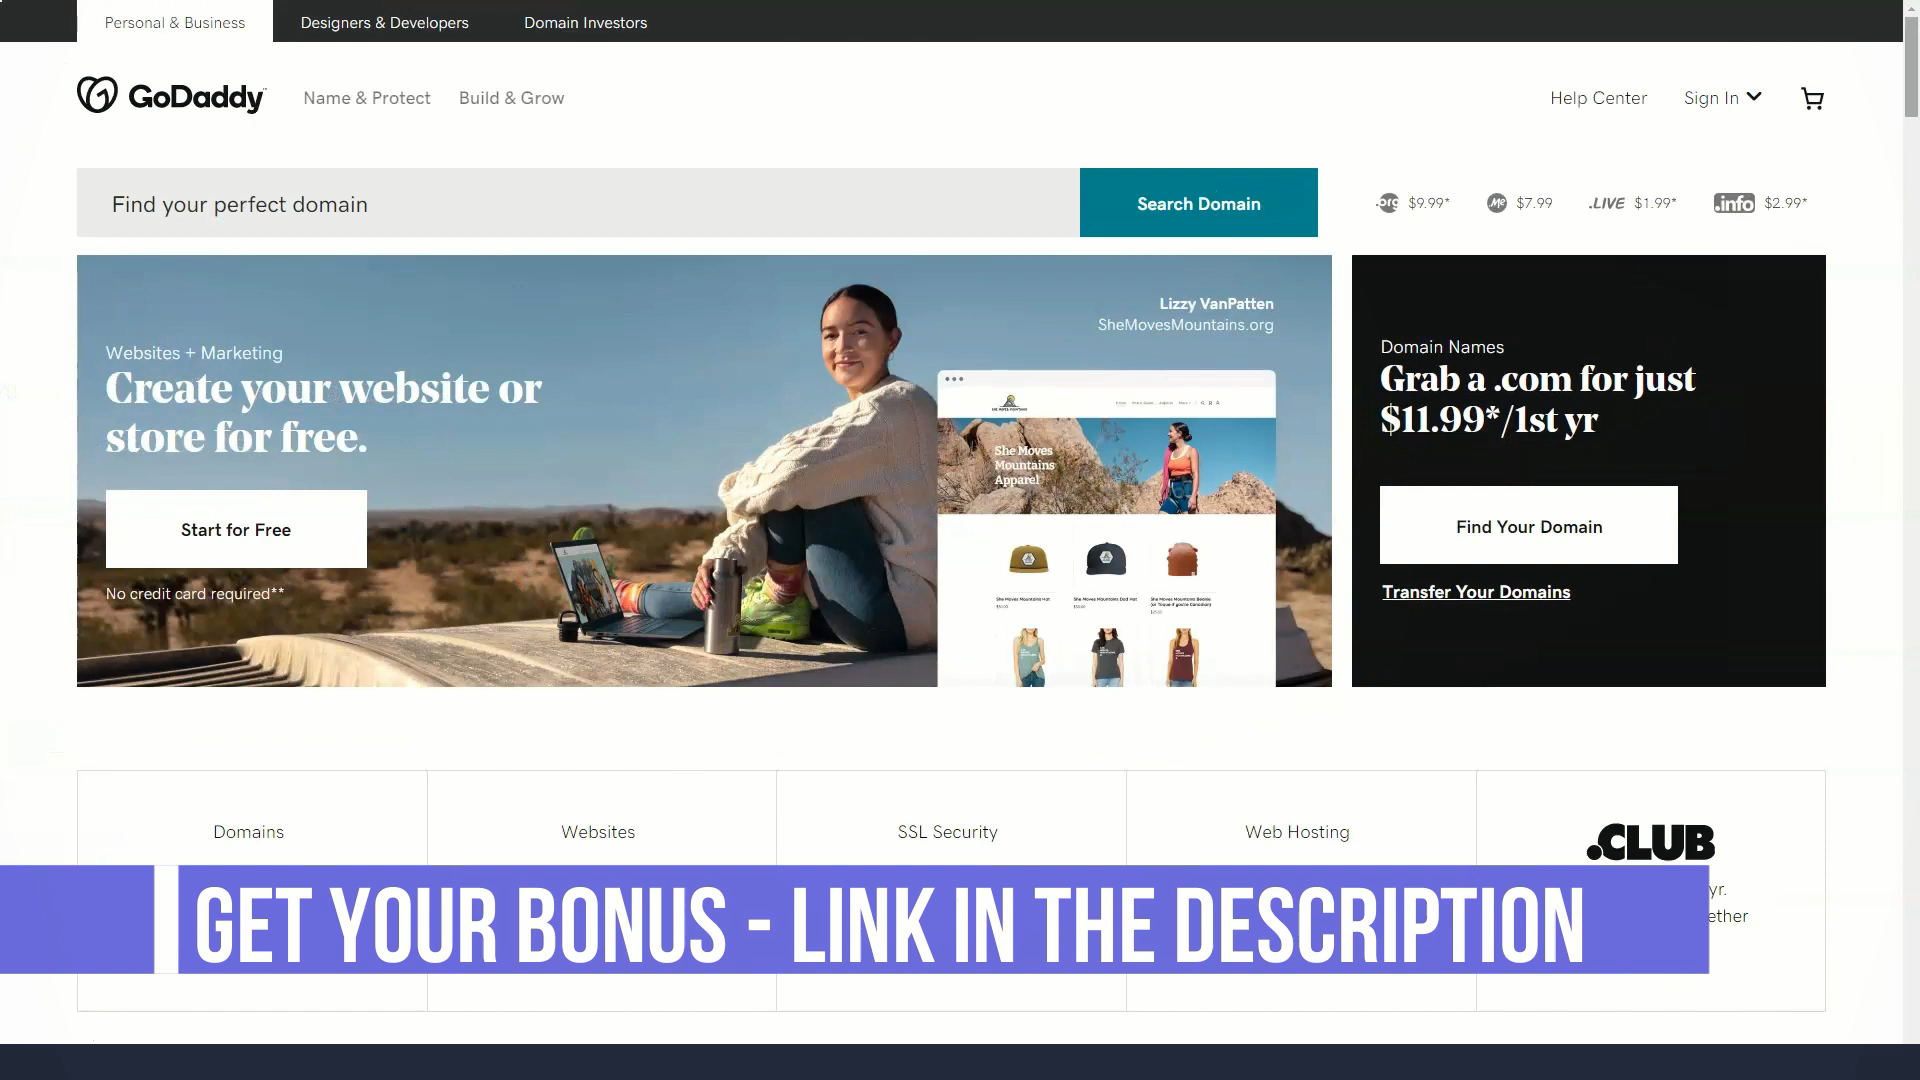 Personal & Business
Designers & Developers
Domain Investors
GoDaddy
Name & Protect
Build & Grow
Help Center
Sign In
Find your perfect domain
Search Domain
.org $9.99*
.Me $7.99
.LIVE $1.99*
.info $2.99*
Websites + Marketing
Create your website or
store for free.
Start for Free
No credit card required**
Lizzy VanPatten
SheMovesMountains.org
She Moves
Mountains
Apparel
Domain Names
Grab a .com for just
$11.99*/1st yr
Find Your Domain
Transfer Your Domains
Domains
Websites
SSL Security
Web Hosting
.CLUB
yr.
ether
GET YOUR BONUS - LINK IN THE DESCRIPTION